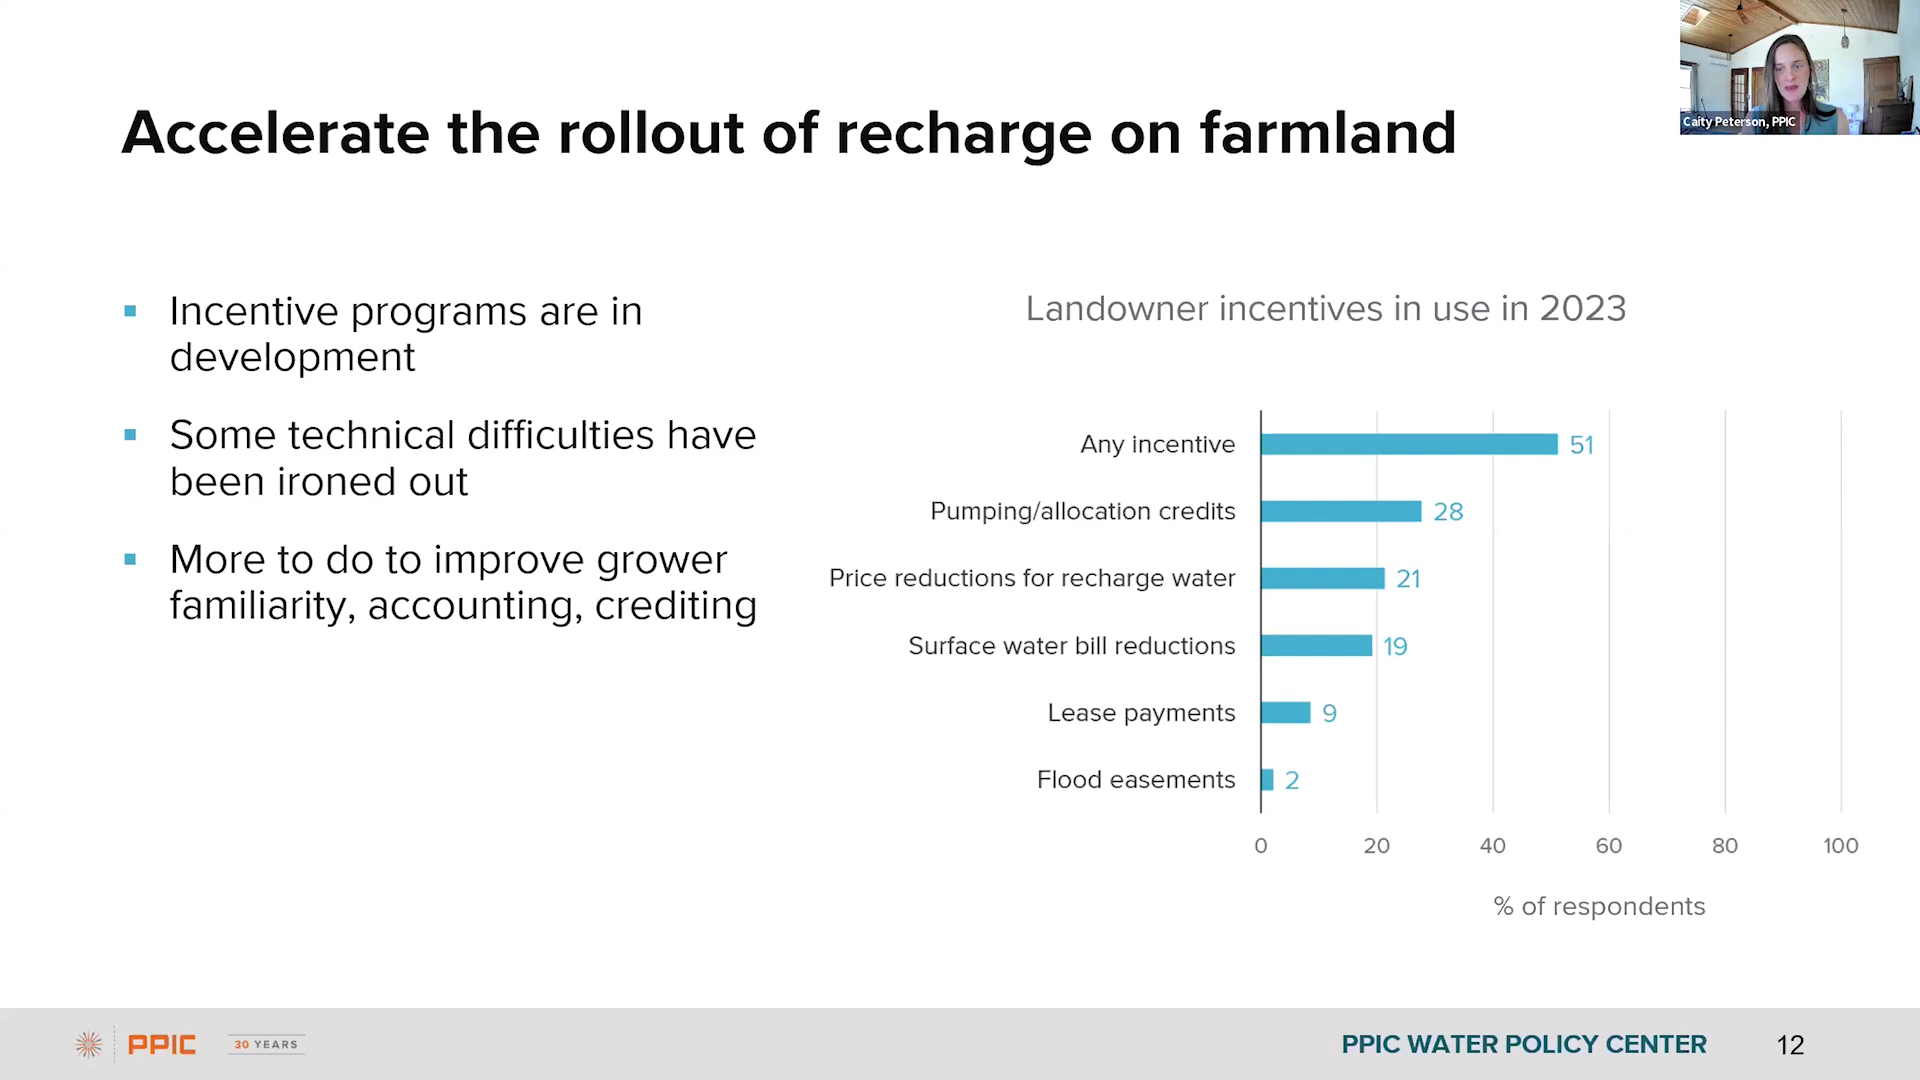 Caity Peterson, PPIC
Accelerate the rollout of recharge on farmland
Incentive programs are in
development
Some technical difficulties have
been ironed out
More to do to improve grower
familiarity, accounting, crediting
Landowner incentives in use in 2023
Any incentive 51
Pumping/allocation credits 28
Price reductions for recharge water 21
Surface water bill reductions 19
Lease payments 9
Flood easements 2
0 20 40 60 80 100
% of respondents
PPIC 30 YEARS
PPIC WATER POLICY CENTER 12